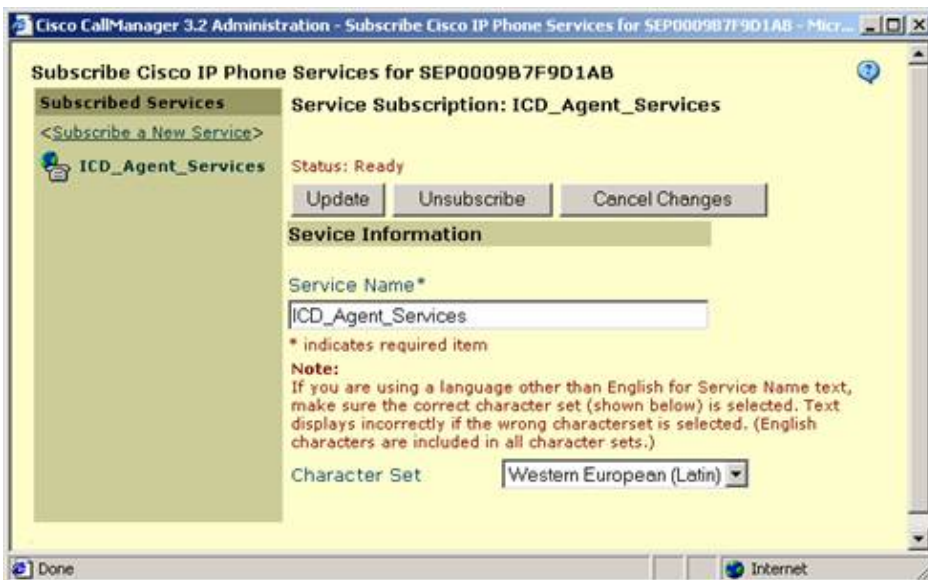 Cisco CallManager 3.2 Administration - Subscribe Cisco IP Phone Services for SEP0009B7F9D1AB - Micr...
Subscribe Cisco IP Phone Services for SEP0009B7F9D1AB
Subscribed Services
<Subscribe a New Service>
ICD_Agent_Services
Service Subscription: ICD_Agent_Services
Status: Ready
Update Unsubscribe Cancel Changes
Sevice Information
Service Name*
ICD_Agent_Services
* indicates required item
Note:
If you are using a language other than English for Service Name text,
make sure the correct character set (shown below) is selected. Text
displays incorrectly if the wrong characterset is selected. (English
characters are included in all character sets.)
Character Set Western European (Latin)
Done Internet